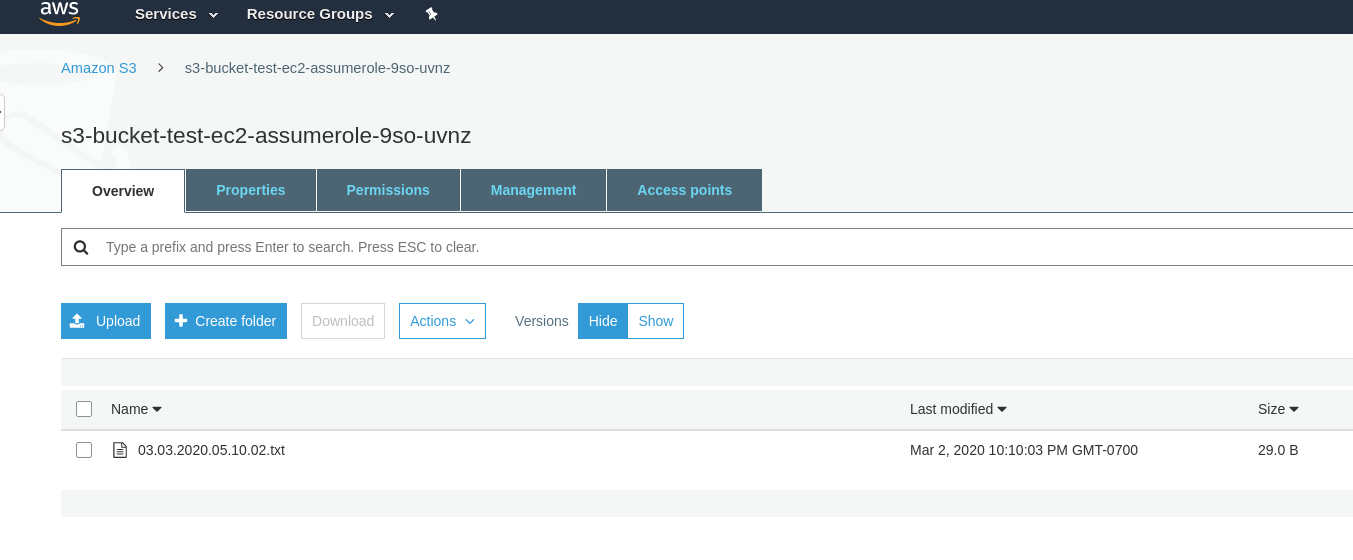 aws Services Resource Groups
Amazon S3 s3-bucket-test-ec2-assumerole-9so-uvnz
s3-bucket-test-ec2-assumerole-9so-uvnz
Overview Properties Permissions Management Access points
Type a prefix and press Enter to search. Press ESC to clear.
Upload Create folder Download Actions Versions Hide Show
Name Last modified Size
03.03.2020.05.10.02.txt Mar 2, 2020 10:10:03 PM GMT-0700 29.0 B